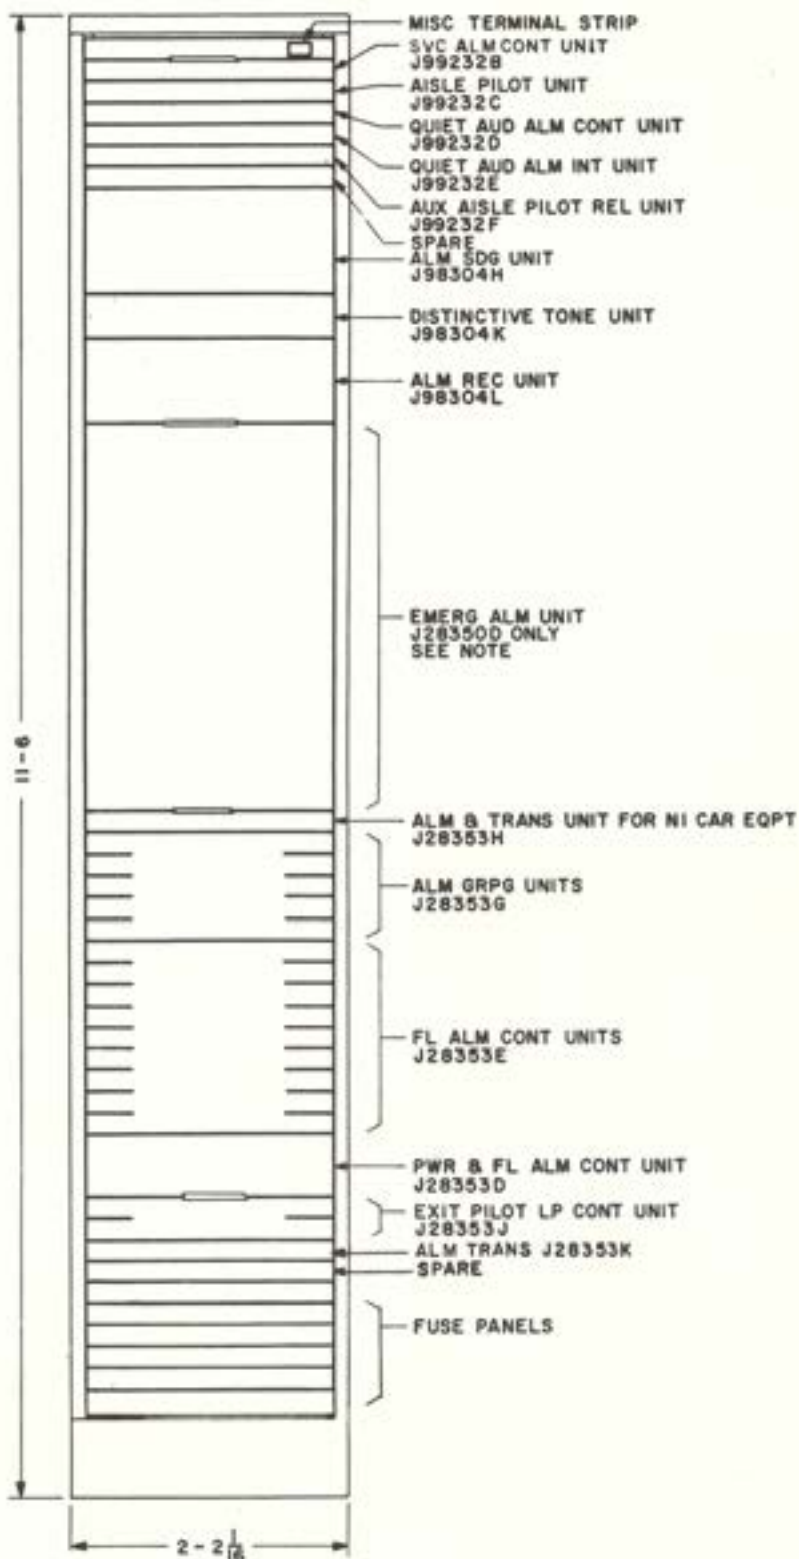 MISC TERMINAL STRIP
SVC ALM CONT UNIT
J99232B
AISLE PILOT UNIT
J99232C
QUIET AUD ALM CONT UNIT
J99232D
QUIET AUD ALM INT UNIT
J99232E
AUX AISLE PILOT REL UNIT
J99232F
SPARE
ALM SDG UNIT
J98304H
DISTINCTIVE TONE UNIT
J98304K
ALM REC UNIT
J98304L
EMERG ALM UNIT
J28350D ONLY
SEE NOTE
11-6
ALM & TRANS UNIT FOR N1 CAR EQPT
J28353H
ALM GRPG UNITS
J28353G
FL ALM CONT UNITS
J28353E
PWR & FL ALM CONT UNIT
J28353D
EXIT PILOT LP CONT UNIT
J28353J
ALM TRANS J28353K
SPARE
FUSE PANELS
2-2 1/16